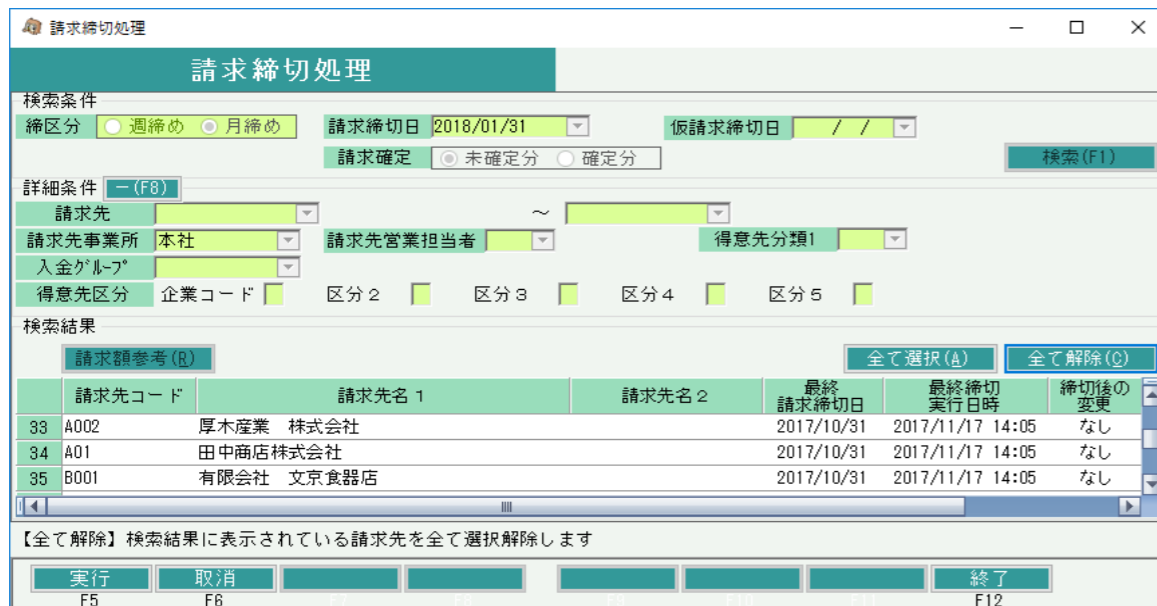 請求締切処理
請求締切処理
検索条件
締区分 週締め 月締め 請求締切日 2018/01/31 仮請求締切日 / /
請求確定 未確定分 確定分 検索(F1)
詳細条件 －(F8)
請求先 ～
請求先事業所 本社 請求先営業担当者 得意先分類1
入金ｸﾞﾙｰﾌﾟ
得意先区分 企業コード 区分２ 区分３ 区分４ 区分５
検索結果
請求額参考(R) 全て選択(A) 全て解除(C)
請求先コード 請求先名１ 請求先名２ 最終請求締切日 最終締切実行日時 締切後の変更
33 A002 厚木産業　株式会社 2017/10/31 2017/11/17 14:05 なし
34 A01 田中商店株式会社 2017/10/31 2017/11/17 14:05 なし
35 B001 有限会社　文京食器店 2017/10/31 2017/11/17 14:05 なし
【全て解除】検索結果に表示されている請求先を全て選択解除します
実行 取消 終了
F5 F6 F7 F8 F9 F10 F11 F12